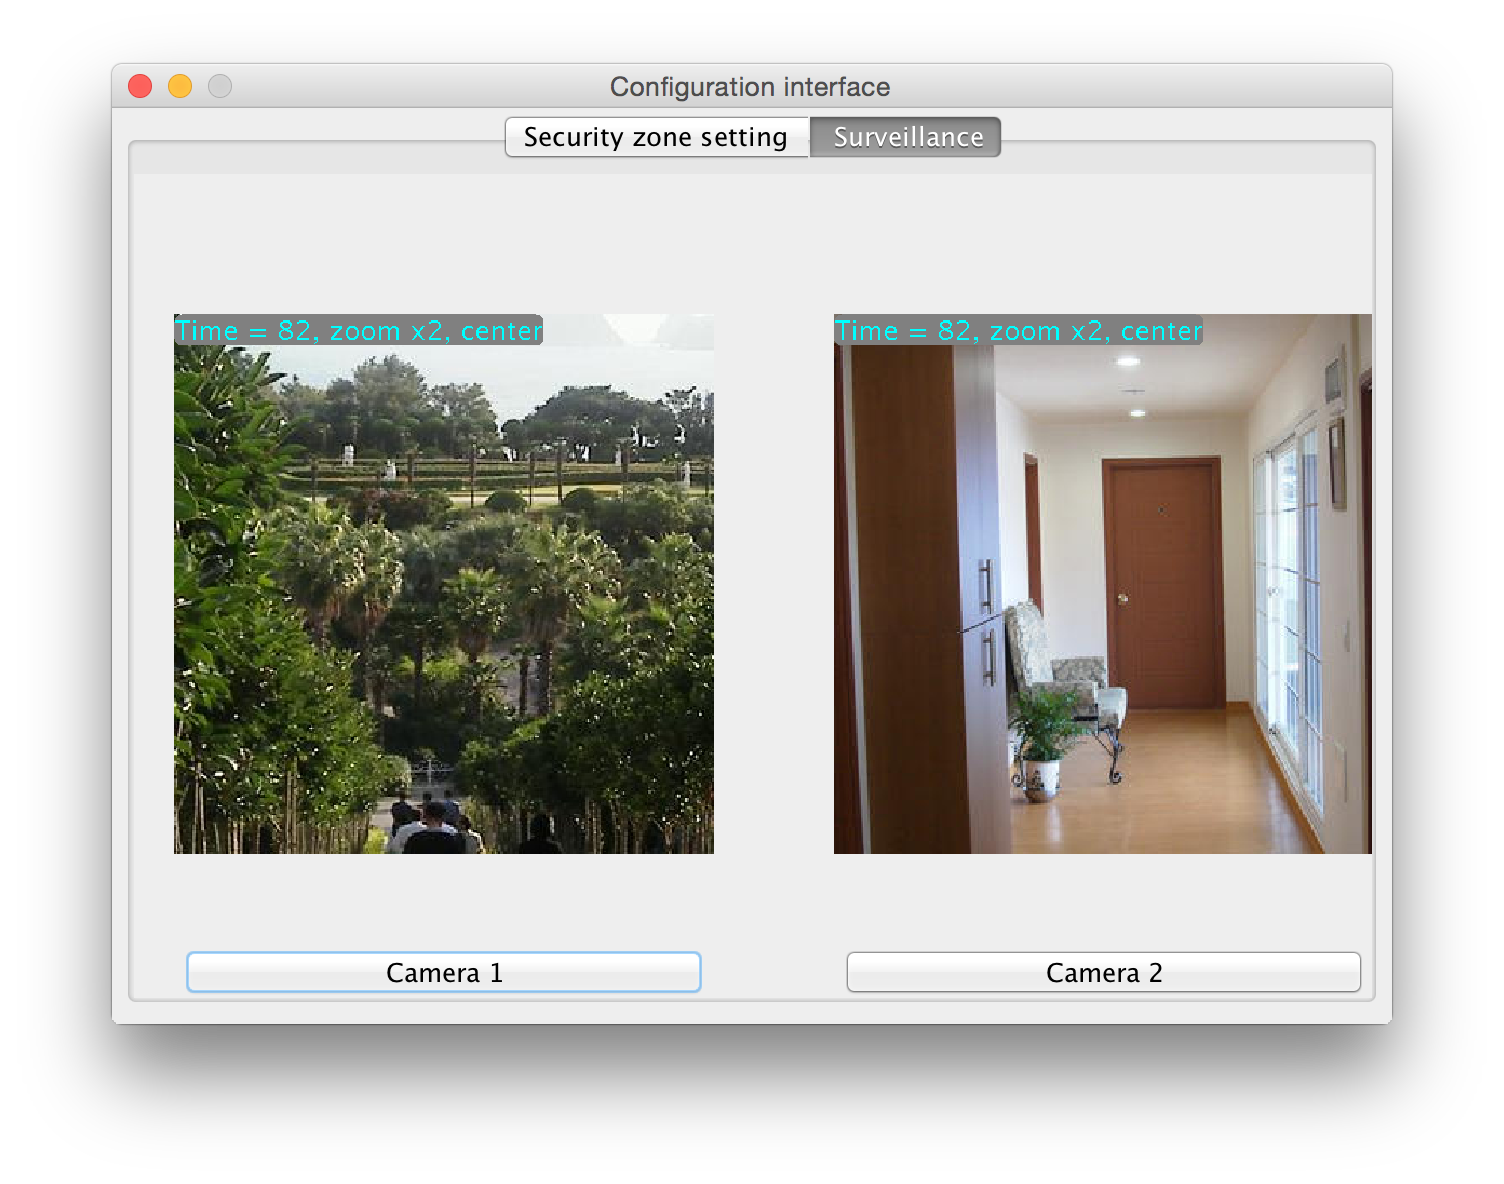 Configuration interface
Security zone setting Surveillance
Time = 82, zoom x2, center
Time = 82, zoom x2, center
Camera 1
Camera 2